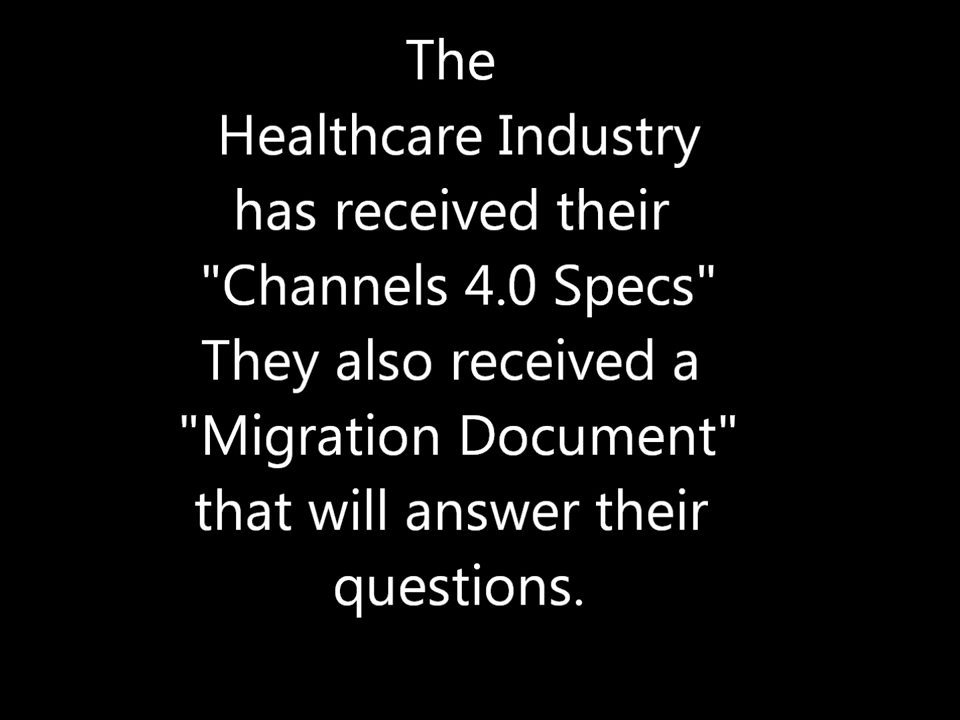 The
Healthcare Industry
has received their
"Channels 4.0 Specs"
They also received a
"Migration Document"
that will answer their
questions.